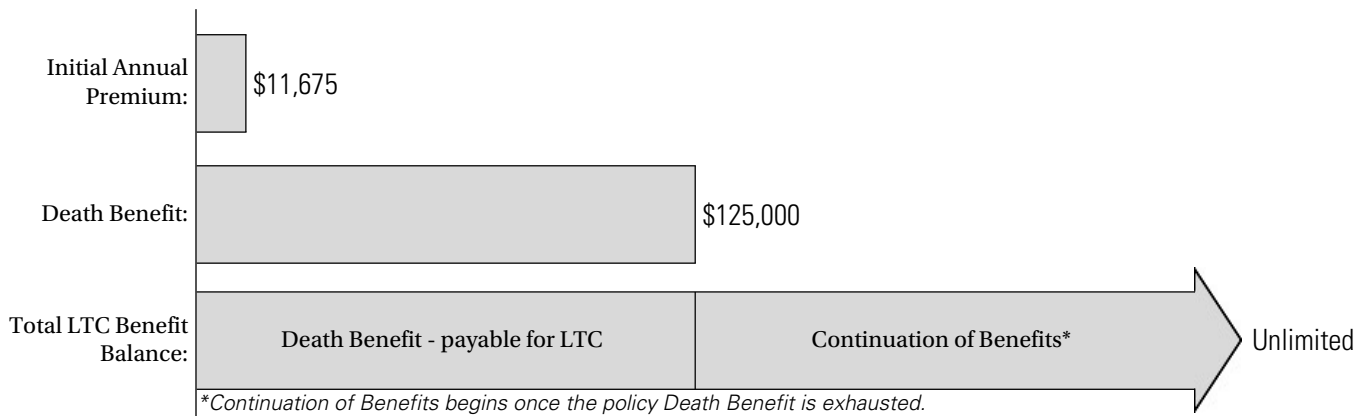 Initial Annual
Premium:
$11,675
Death Benefit:
$125,000
Total LTC Benefit
Balance:
Death Benefit - payable for LTC
Continuation of Benefits*
Unlimited
*Continuation of Benefits begins once the policy Death Benefit is exhausted.